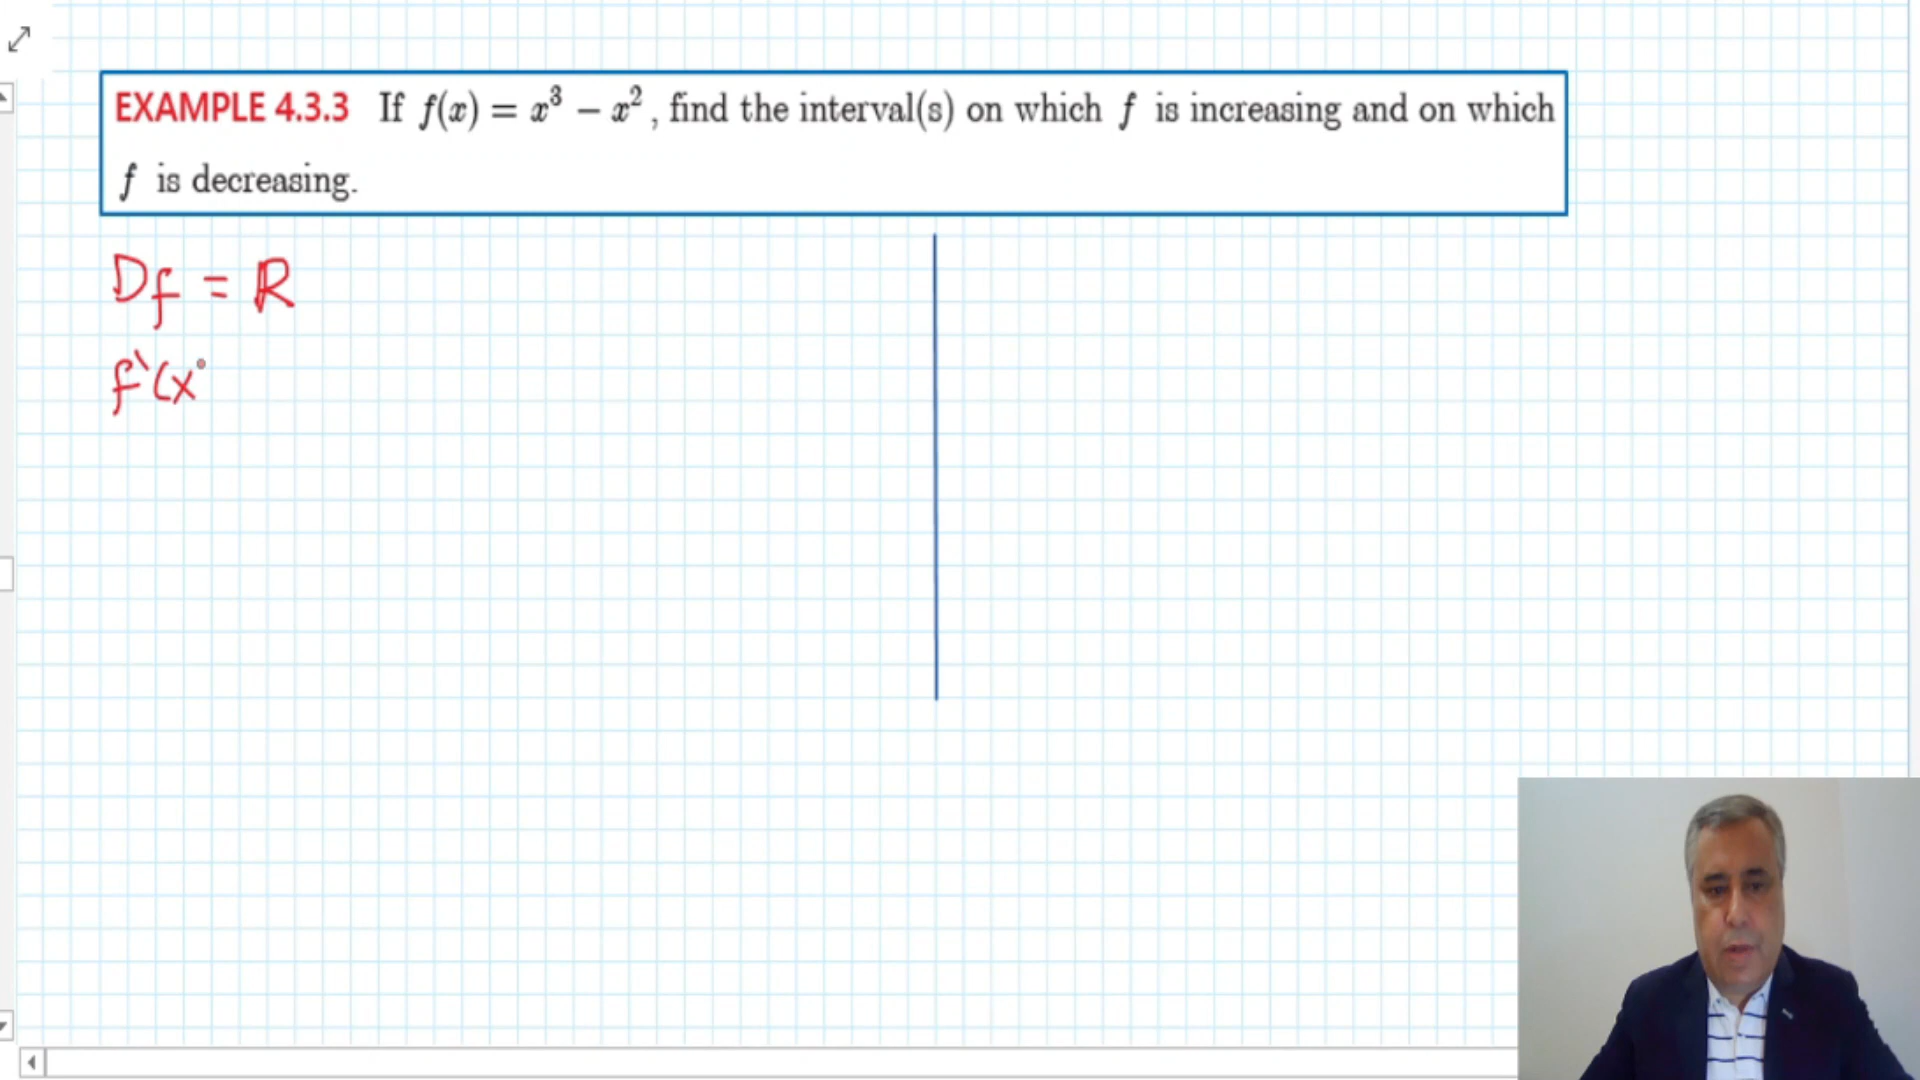 EXAMPLE 4.3.3 If f(x) = x³ − x², find the interval(s) on which f is increasing and on which
f is decreasing.
Df = R
f'(x